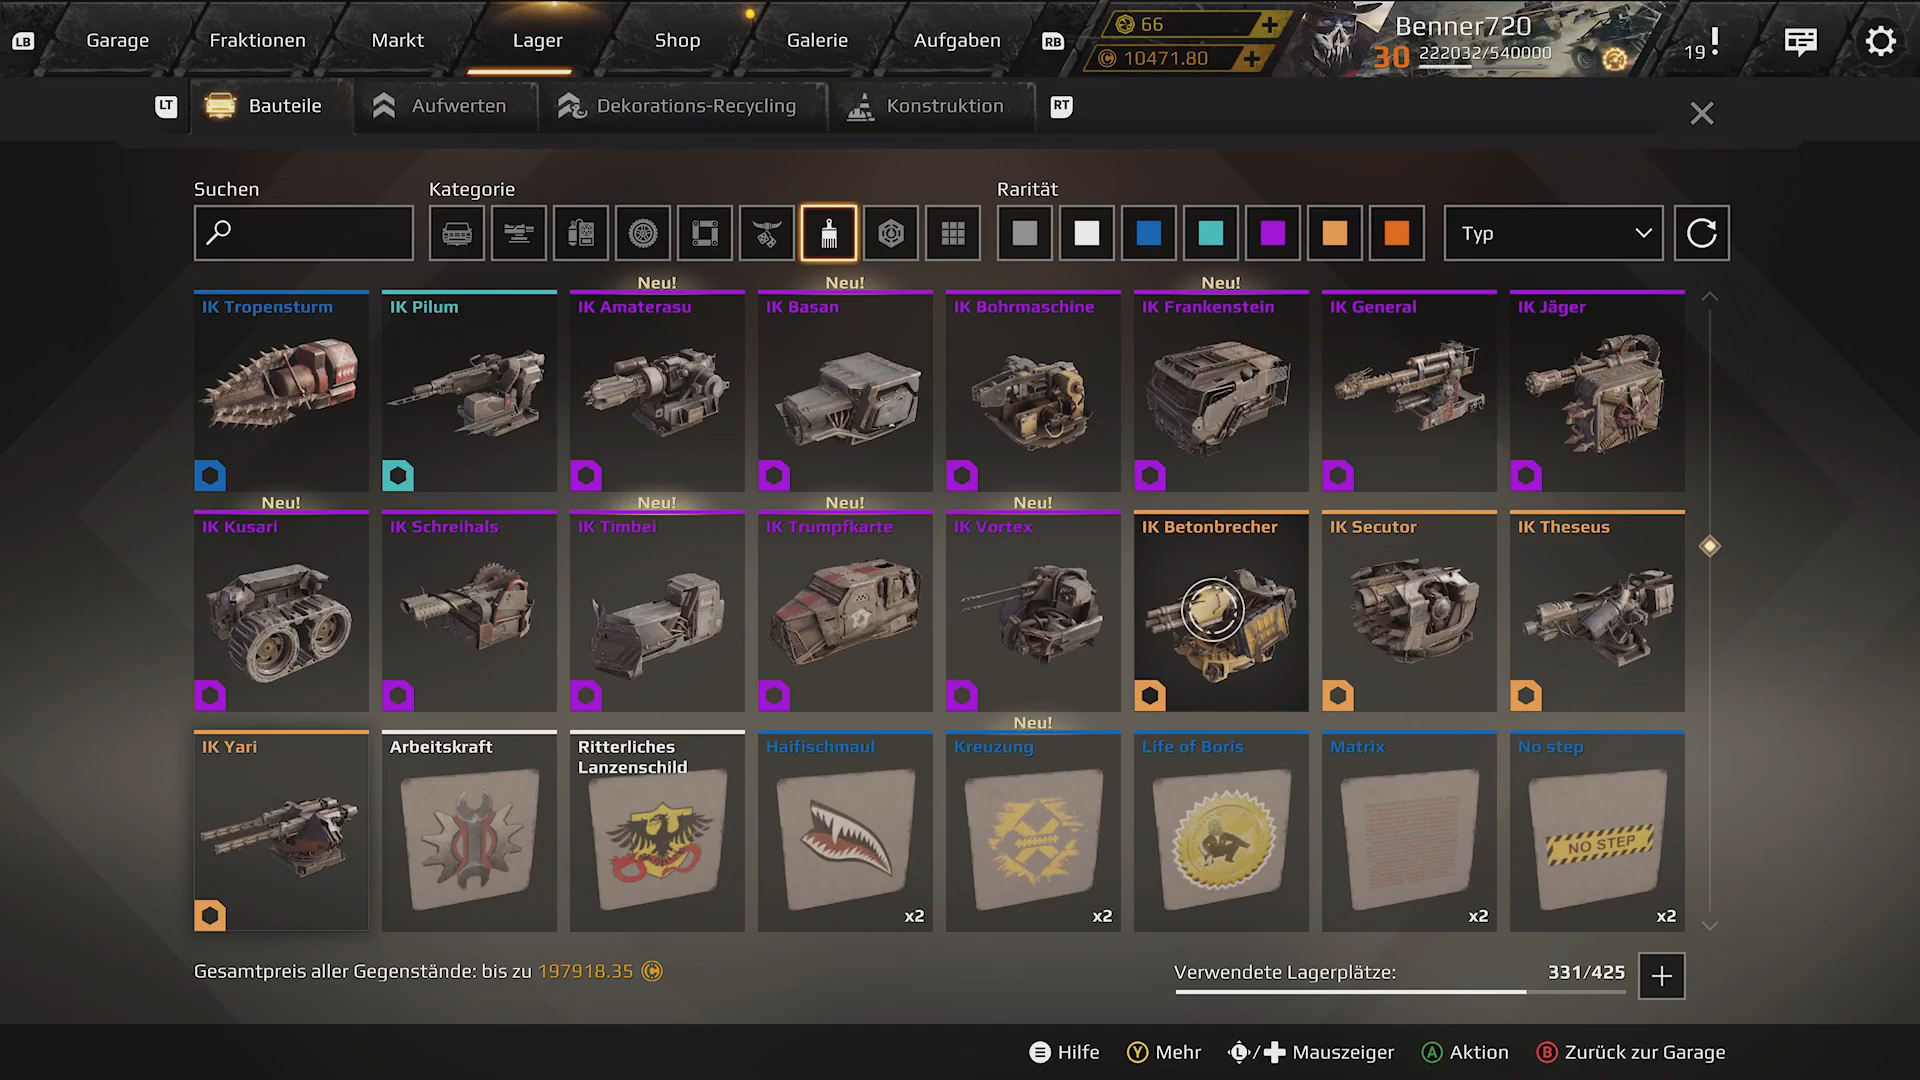 LB
Garage
Fraktionen
Markt
Lager
Shop
Galerie
Aufgaben
RB
66
10471.80
Benner720
30 222032/540000
19 !
LT
Bauteile
Aufwerten
Dekorations-Recycling
Konstruktion
RT
Suchen
Kategorie
Rarität
Typ
Neu!
Neu!
Neu!
IK Tropensturm
IK Pilum
IK Amaterasu
IK Basan
IK Bohrmaschine
IK Frankenstein
IK General
IK Jäger
Neu!
Neu!
Neu!
Neu!
IK Kusari
IK Schreihals
IK Timbei
IK Trumpfkarte
IK Vortex
IK Betonbrecher
IK Secutor
IK Theseus
Neu!
IK Yari
Arbeitskraft
Ritterliches
Lanzenschild
Haifischmaul
Kreuzung
Life of Boris
Matrix
No step
NO STEP
x2
x2
x2
x2
Gesamtpreis aller Gegenstände: bis zu 197918.35
Verwendete Lagerplätze: 331/425
Hilfe
Y Mehr
L / Mauszeiger
A Aktion
B Zurück zur Garage